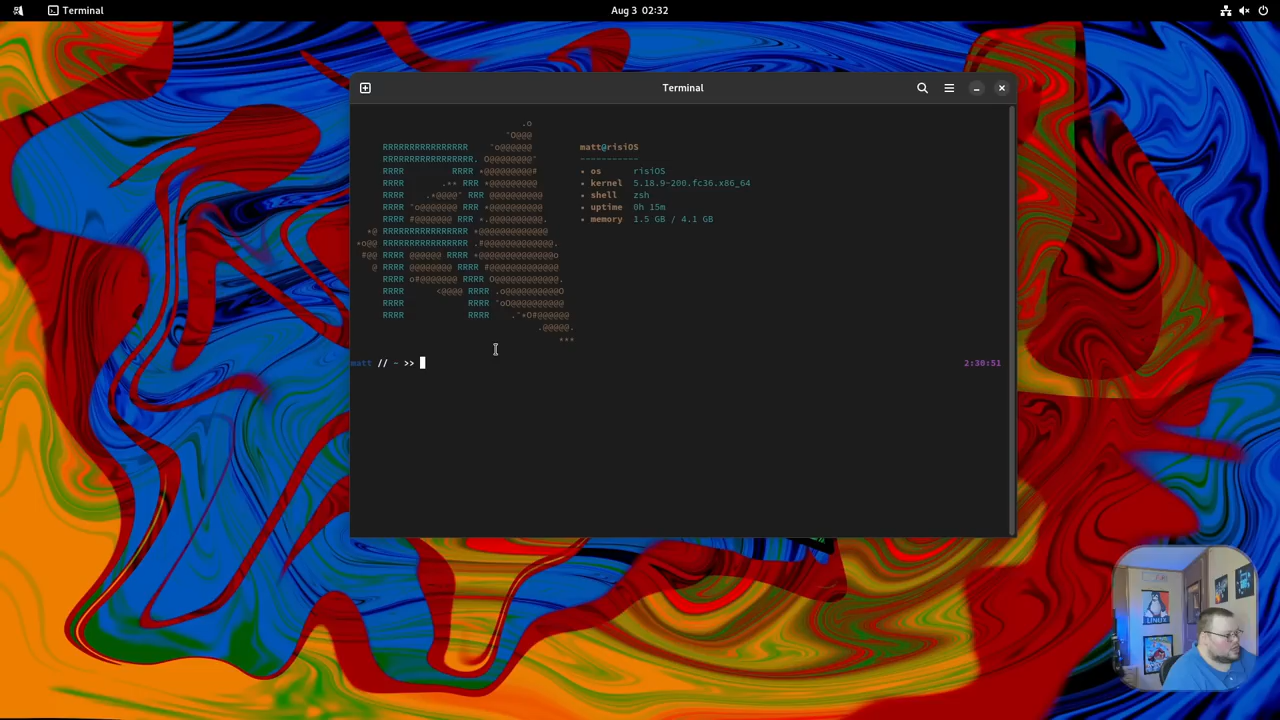 Terminal
Aug 3 02:32
Terminal
matt@risiOS
-----------
• os risiOS
• kernel 5.18.9-200.fc36.x86_64
• shell zsh
• uptime 0h 15m
• memory 1.5 GB / 4.1 GB
matt // ~ >>
2:30:51
LINUX